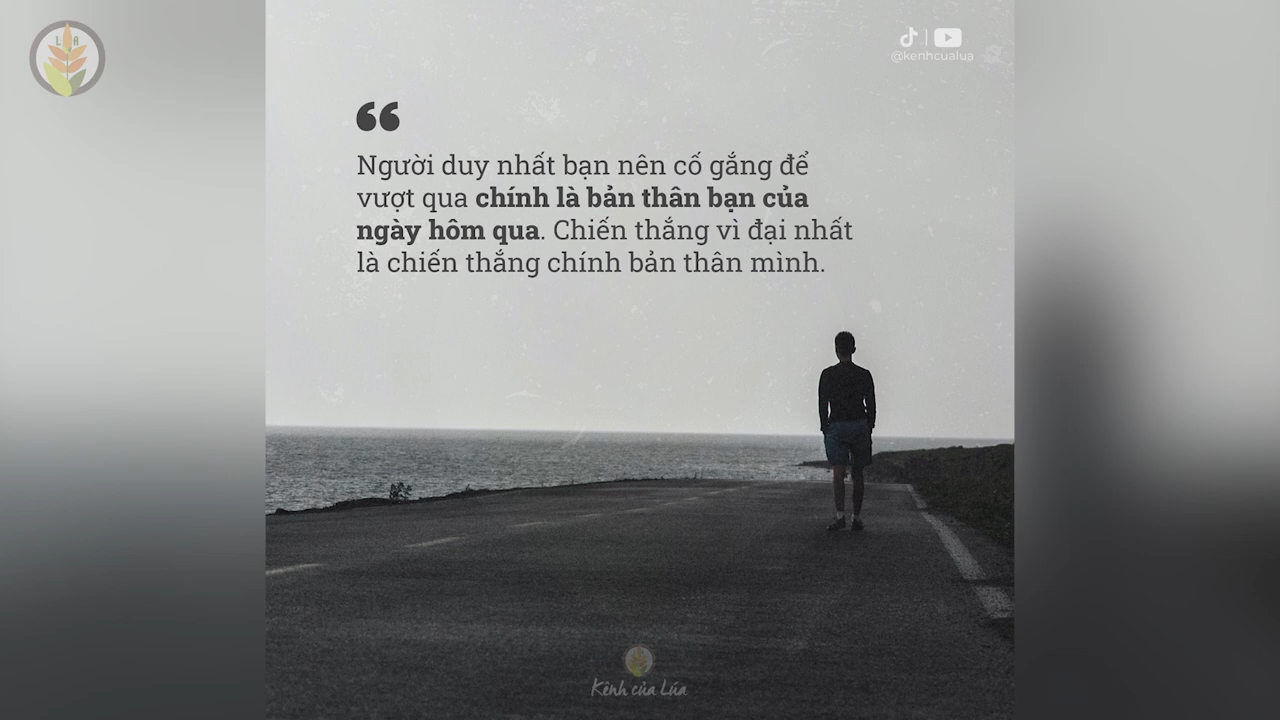 L A
@kenhcualua
Người duy nhất bạn nên cố gắng để
vượt qua chính là bản thân bạn của
ngày hôm qua. Chiến thắng vì đại nhất
là chiến thắng chính bản thân mình.
Kênh của Lúa